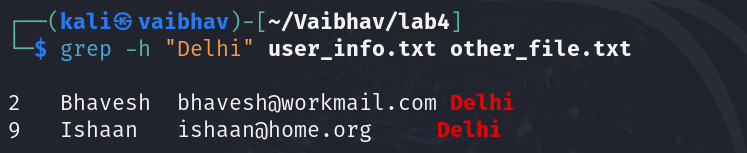 ┌──(kali㉿vaibhav)-[~/Vaibhav/lab4]
└─$ grep -h "Delhi" user_info.txt other_file.txt
2   Bhavesh  bhavesh@workmail.com Delhi
9   Ishaan   ishaan@home.org     Delhi